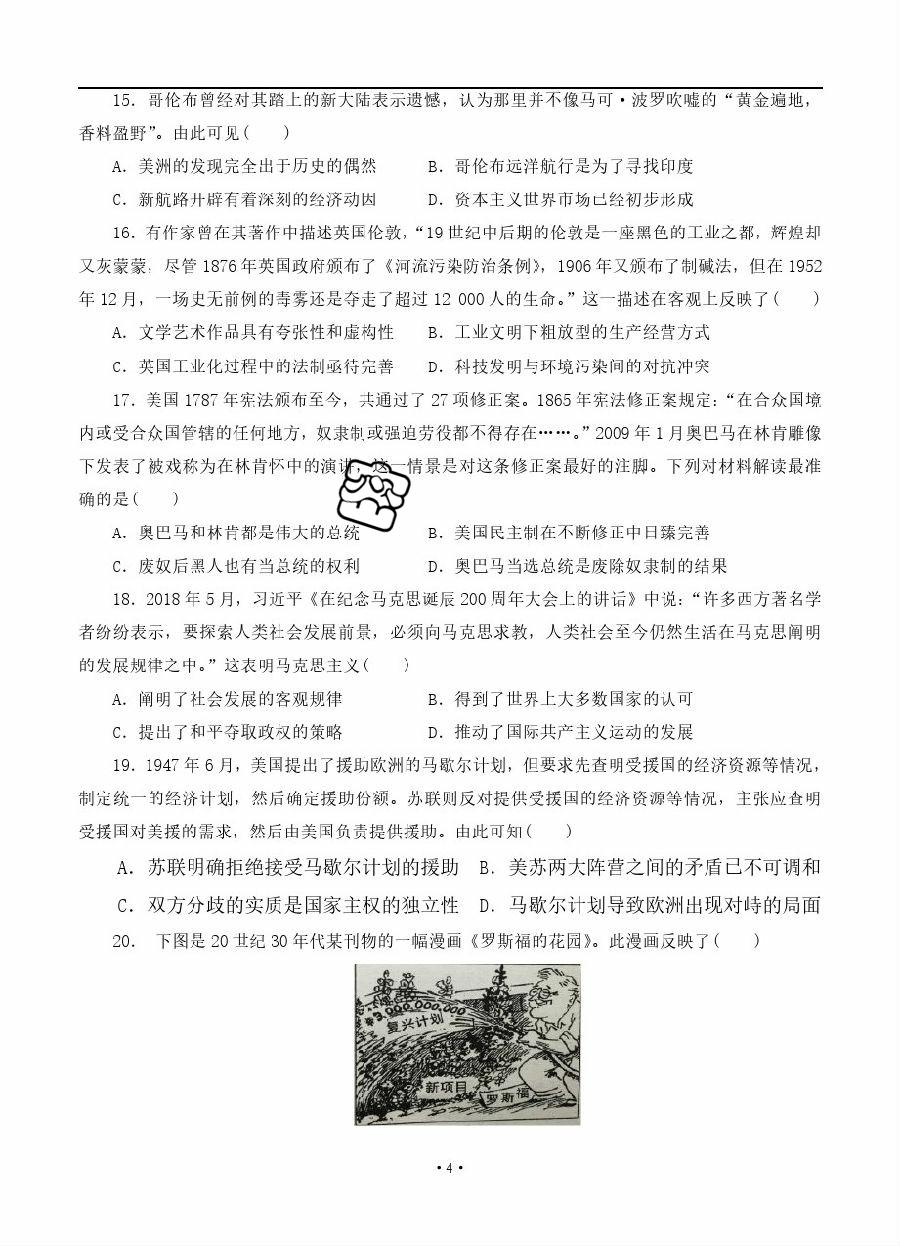 15．哥伦布曾经对其踏上的新大陆表示遗憾，认为那里并不像马可·波罗吹嘘的“黄金遍地，
香料盈野”。由此可见(　　)
A．美洲的发现完全出于历史的偶然　　B．哥伦布远洋航行是为了寻找印度
C．新航路开辟有着深刻的经济动因　　D．资本主义世界市场已经初步形成
16．有作家曾在其著作中描述英国伦敦，“19世纪中后期的伦敦是一座黑色的工业之都，辉煌却
又灰蒙蒙，尽管1876年英国政府颁布了《河流污染防治条例》，1906年又颁布了制碱法，但在1952
年12月，一场史无前例的毒雾还是夺走了超过12 000人的生命。”这一描述在客观上反映了(　　)
A．文学艺术作品具有夸张性和虚构性　　B．工业文明下粗放型的生产经营方式
C．英国工业化过程中的法制亟待完善　　D．科技发明与环境污染间的对抗冲突
17．美国1787年宪法颁布至今，共通过了27项修正案。1865年宪法修正案规定：“在合众国境
内或受合众国管辖的任何地方，奴隶制或强迫劳役都不得存在……。”2009年1月奥巴马在林肯雕像
下发表了被戏称为在林肯怀中的演讲，这一情景是对这条修正案最好的注脚。下列对材料解读最准
确的是(　　)
A．奥巴马和林肯都是伟大的总统　　B．美国民主制在不断修正中日臻完善
C．废奴后黑人也有当总统的权利　　D．奥巴马当选总统是废除奴隶制的结果
18．2018年5月，习近平《在纪念马克思诞辰200周年大会上的讲话》中说：“许多西方著名学
者纷纷表示，要探索人类社会发展前景，必须向马克思求教，人类社会至今仍然生活在马克思阐明
的发展规律之中。”这表明马克思主义(　　)
A．阐明了社会发展的客观规律　　B．得到了世界上大多数国家的认可
C．提出了和平夺取政权的策略　　D．推动了国际共产主义运动的发展
19．1947年6月，美国提出了援助欧洲的马歇尔计划，但要求先查明受援国的经济资源等情况，
制定统一的经济计划，然后确定援助份额。苏联则反对提供受援国的经济资源等情况，主张应查明
受援国对美援的需求，然后由美国负责提供援助。由此可知(　　)
A．苏联明确拒绝接受马歇尔计划的援助　B．美苏两大阵营之间的矛盾已不可调和
C．双方分歧的实质是国家主权的独立性　D．马歇尔计划导致欧洲出现对峙的局面
20．　下图是20世纪30年代某刊物的一幅漫画《罗斯福的花园》。此漫画反映了(　　)
$3,000,000,000
复兴计划
新项目
罗斯福
·4·